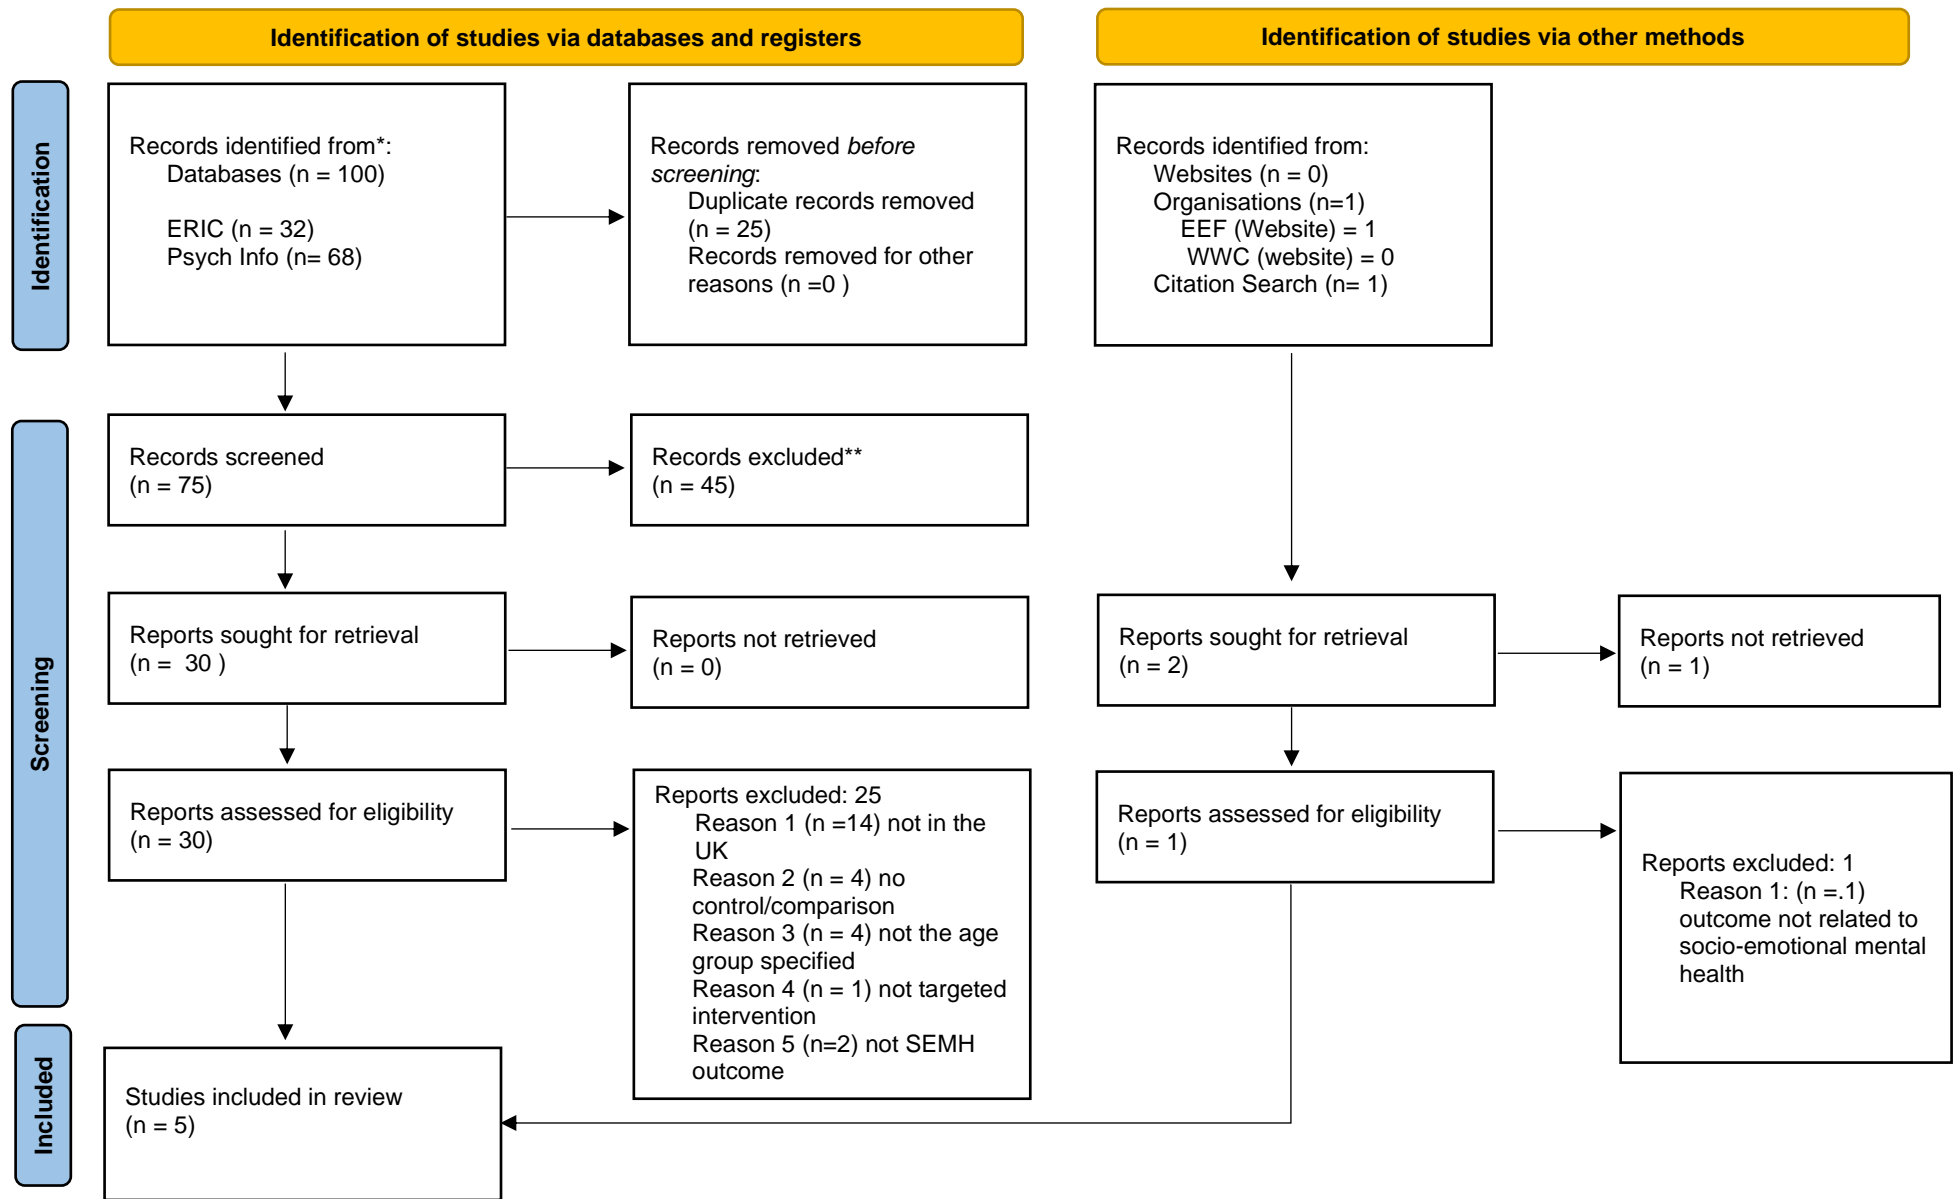 Identification of studies via databases and registers
Identification of studies via other methods
Identification
Records identified from*:
Databases (n = 100)
ERIC (n = 32)
Psych Info (n= 68)
Records removed before
screening:
Duplicate records removed
(n = 25)
Records removed for other
reasons (n =0 )
Records identified from:
Websites (n = 0)
Organisations (n=1)
EEF (Website) = 1
WWC (website) = 0
Citation Search (n= 1)
Screening
Records screened
(n = 75)
Records excluded**
(n = 45)
Reports sought for retrieval
(n =  30 )
Reports not retrieved
(n = 0)
Reports sought for retrieval
(n = 2)
Reports not retrieved
(n = 1)
Reports assessed for eligibility
(n = 30)
Reports excluded: 25
Reason 1 (n =14) not in the
UK
Reason 2 (n = 4) no
control/comparison
Reason 3 (n = 4) not the age
group specified
Reason 4 (n = 1) not targeted
intervention
Reason 5 (n=2) not SEMH
outcome
Reports assessed for eligibility
(n = 1)
Reports excluded: 1
Reason 1: (n =.1)
outcome not related to
socio-emotional mental
health
Included
Studies included in review
(n = 5)